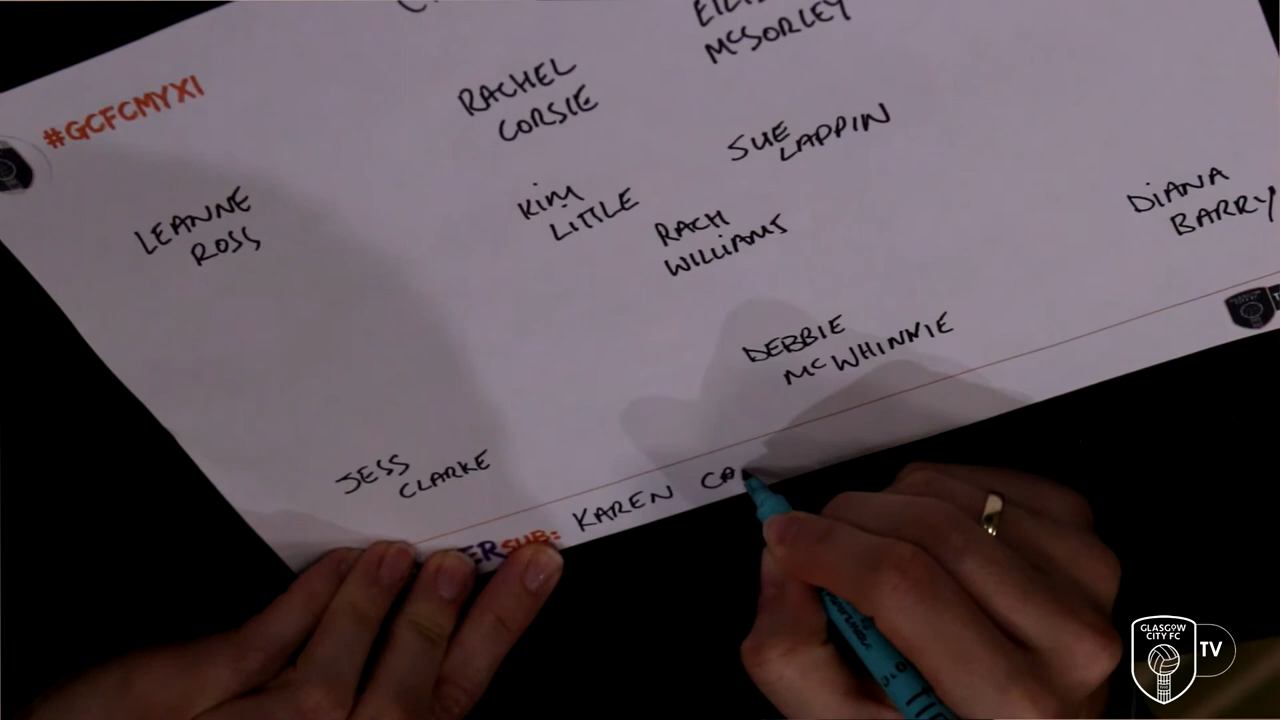 McSORLEY
#GCFCMYXI
RACHEL
CORSIE
SUE
LAPPIN
LEANNE
ROSS
KIM
LITTLE
RACH
WILLIAMS
DIANA
BARRY
DEBBIE
McWHINNIE
JESS
CLARKE
SUB: KAREN CA
GLASGOW
CITY FC
TV